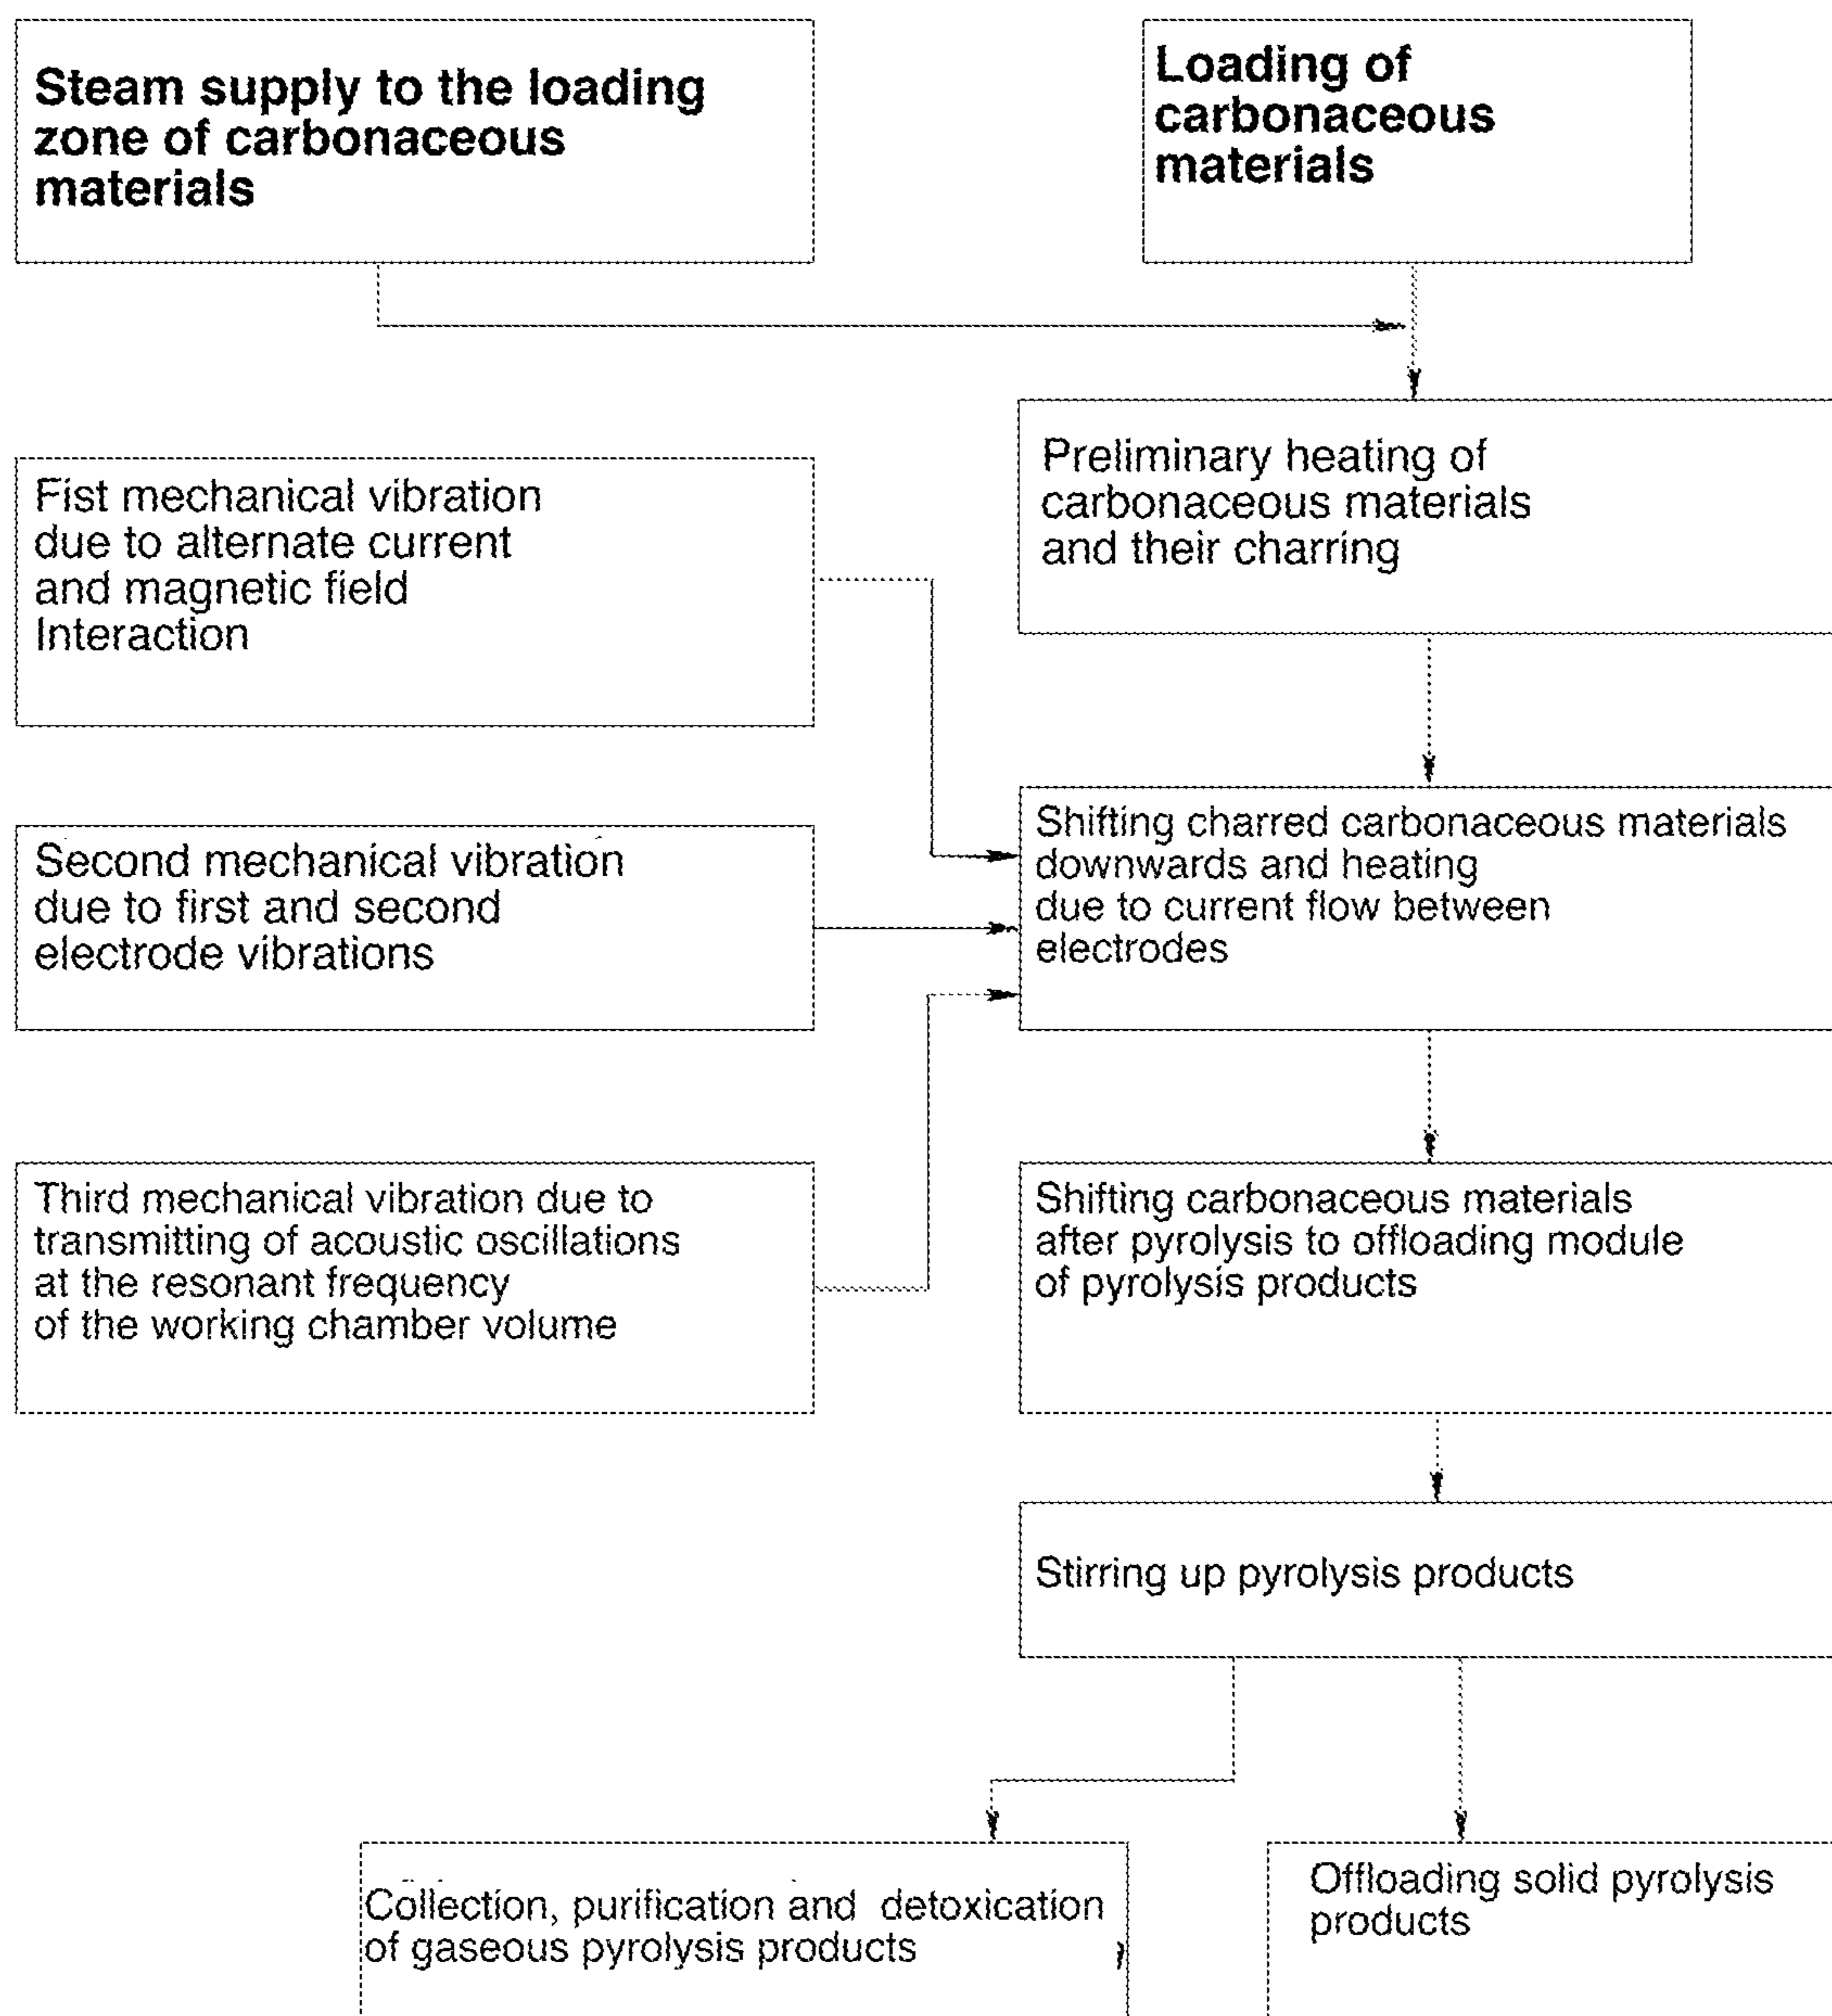 Steam supply to the loading
zone of carbonaceous
materials
Loading of
carbonaceous
materials
Preliminary heating of
carbonaceous materials
and their charring
Fist mechanical vibration
due to alternate current
and magnetic field
Interaction
Second mechanical vibration
due to first and second
electrode vibrations
Shifting charred carbonaceous materials
downwards and heating
due to current flow between
electrodes
Third mechanical vibration due to
transmitting of acoustic oscillations
at the resonant frequency
of the working chamber volume
Shifting carbonaceous materials
after pyrolysis to offloading module
of pyrolysis products
Stirring up pyrolysis products
Collection, purification and detoxication
of gaseous pyrolysis products
Offloading solid pyrolysis
products